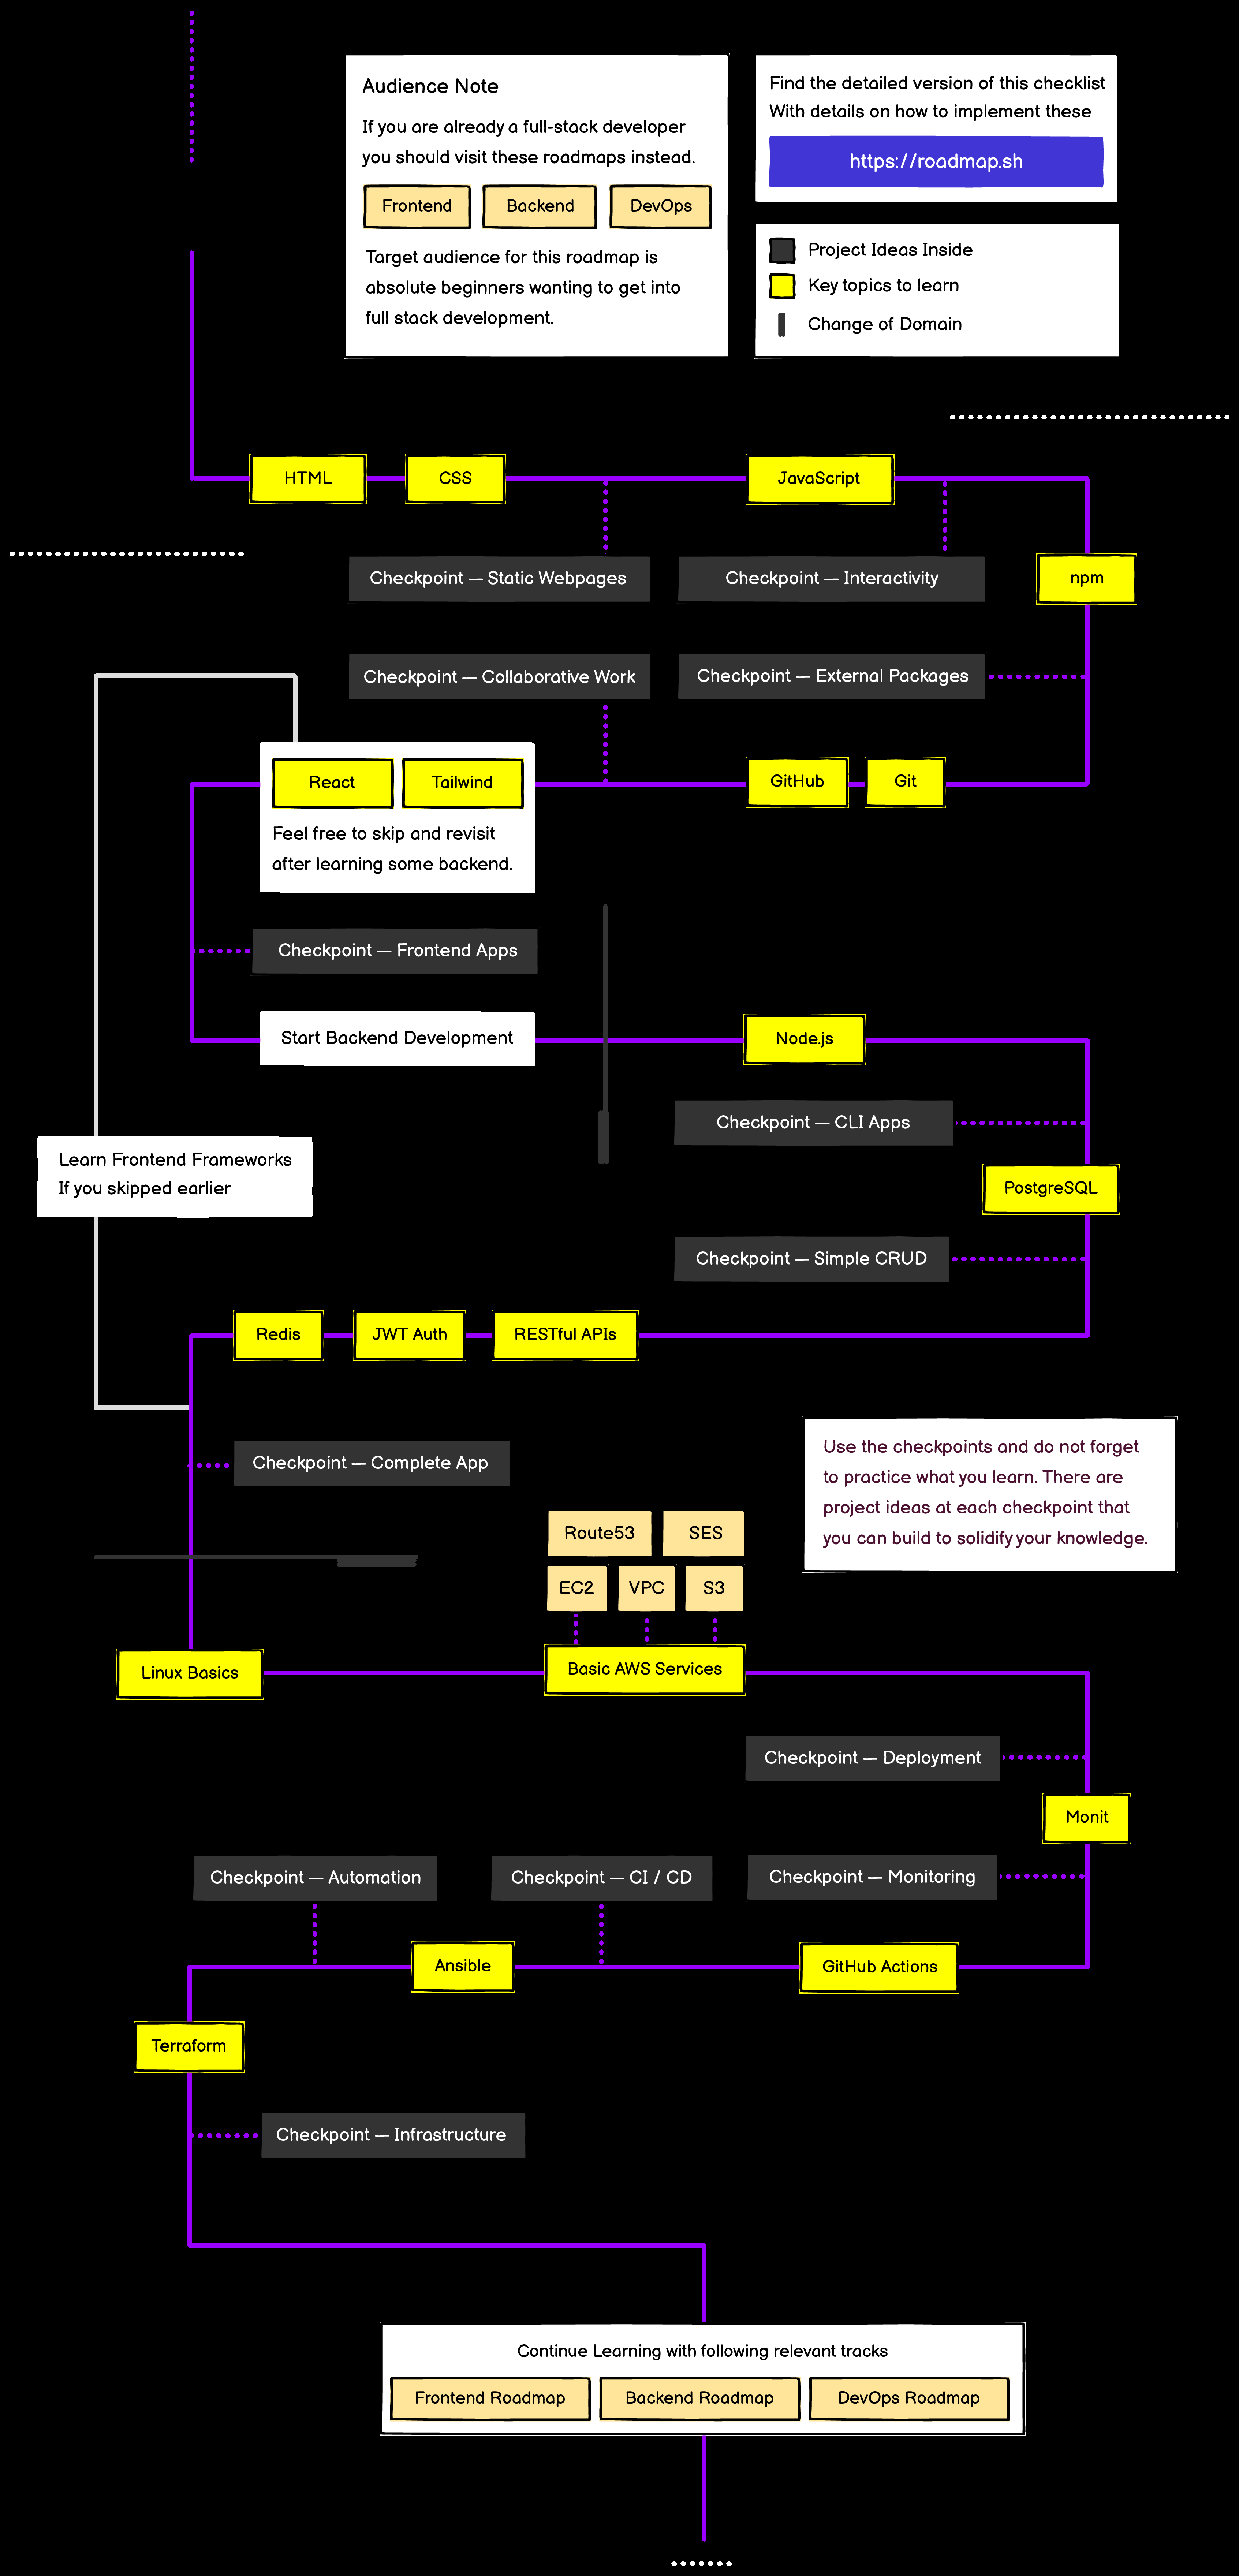 Audience Note
If you are already a full-stack developer
you should visit these roadmaps instead.
Frontend
Backend
DevOps
Target audience for this roadmap is
absolute beginners wanting to get into
full stack development.
Find the detailed version of this checklist
With details on how to implement these
https://roadmap.sh
Project Ideas Inside
Key topics to learn
Change of Domain
HTML
CSS
JavaScript
Checkpoint — Static Webpages
Checkpoint — Interactivity
npm
Checkpoint — Collaborative Work
Checkpoint — External Packages
React
Tailwind
GitHub
Git
Feel free to skip and revisit
after learning some backend.
Checkpoint — Frontend Apps
Start Backend Development
Node.js
Checkpoint — CLI Apps
Learn Frontend Frameworks
If you skipped earlier
PostgreSQL
Checkpoint — Simple CRUD
Redis
JWT Auth
RESTful APIs
Checkpoint — Complete App
Use the checkpoints and do not forget
to practice what you learn. There are
project ideas at each checkpoint that
you can build to solidify your knowledge.
Route53
SES
EC2
VPC
S3
Linux Basics
Basic AWS Services
Checkpoint — Deployment
Monit
Checkpoint — Automation
Checkpoint — CI / CD
Checkpoint — Monitoring
Ansible
GitHub Actions
Terraform
Checkpoint — Infrastructure
Continue Learning with following relevant tracks
Frontend Roadmap
Backend Roadmap
DevOps Roadmap